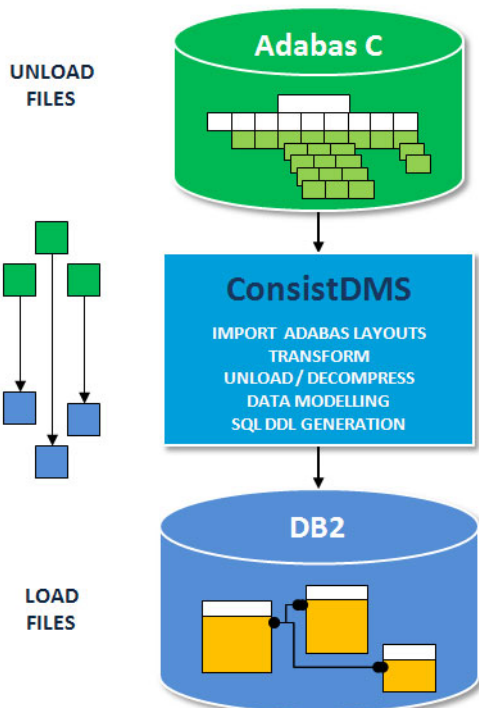 Adabas C
UNLOAD
FILES
ConsistDMS
IMPORT ADABAS LAYOUTS
TRANSFORM
UNLOAD / DECOMPRESS
DATA MODELLING
SQL DDL GENERATION
DB2
LOAD
FILES